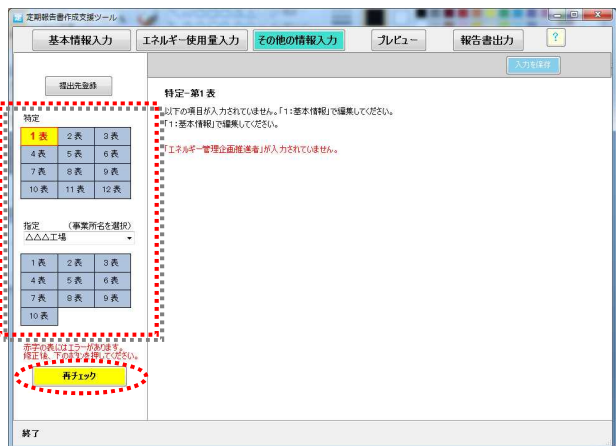 定期報告書作成支援ツール
基本情報入力
エネルギー使用量入力
その他の情報入力
プレビュー
報告書出力
?
入力を保存
提出先登録
特定-第1表
以下の項目が入力されていません。「1：基本情報」で編集してください。
「1：基本情報」で編集してください。
「エネルギー管理企画推進者」が入力されていません。
特定
1表 2表 3表
4表 5表 6表
7表 8表 9表
10表 11表 12表
指定 (事業所名を選択)
△△△工場
1表 2表 3表
4表 5表 6表
7表 8表 9表
10表
赤字の表にはエラーがあります。
修正後、下のボタンを押してください。
再チェック
終了